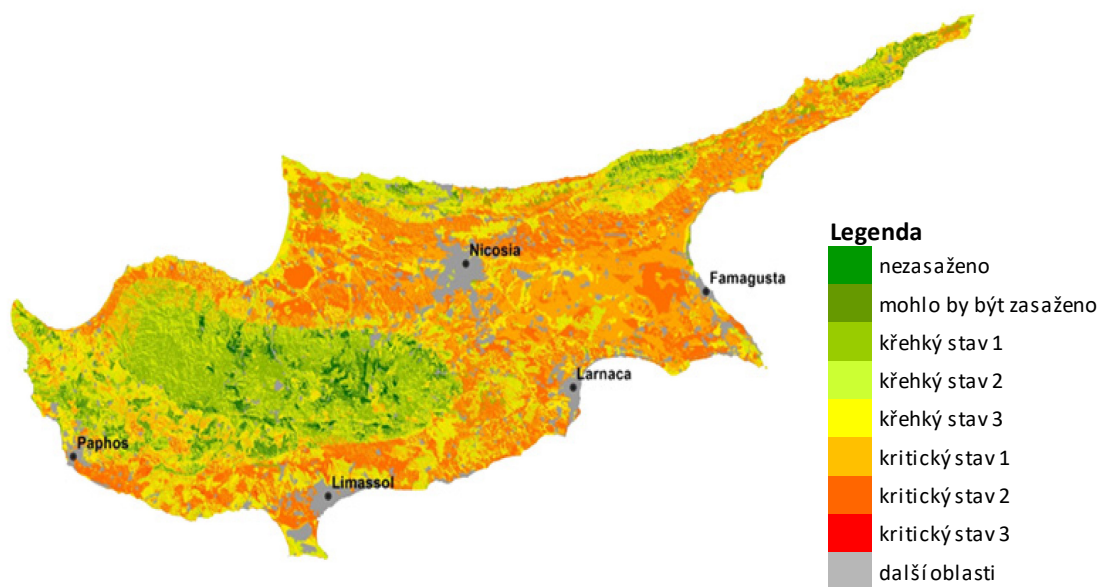 Nicosia
Famagusta
Larnaca
Paphos
Limassol
Legenda
nezasaženo
mohlo by být zasaženo
křehký stav 1
křehký stav 2
křehký stav 3
kritický stav 1
kritický stav 2
kritický stav 3
další oblasti